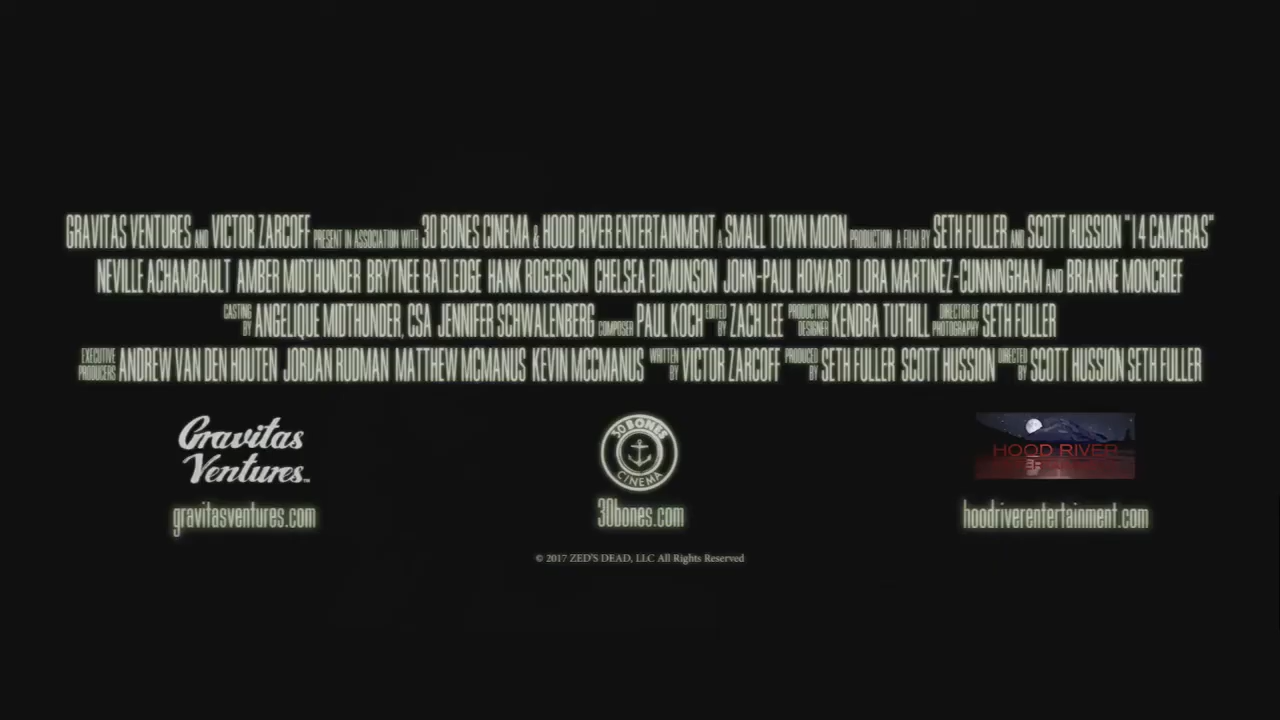 GRAVITAS VENTURES AND VICTOR ZARCOFF PRESENT IN ASSOCIATION WITH 30 BONES CINEMA & HOOD RIVER ENTERTAINMENT A SMALL TOWN MOON PRODUCTION A FILM BY SETH FULLER AND SCOTT HUSSION "14 CAMERAS"
NEVILLE ACHAMBAULT AMBER MIDTHUNDER BRYTNEE RATLEDGE HANK ROGERSON CHELSEA EDMUNSON JOHN-PAUL HOWARD LORA MARTINEZ-CUNNINGHAM AND BRIANNE MONCRIEF
CASTING BY ANGELIQUE MIDTHUNDER, CSA JENNIFER SCHWALENBERG COMPOSER PAUL KOCH EDITED BY ZACH LEE PRODUCTION DESIGNER KENDRA TUTHILL DIRECTOR OF PHOTOGRAPHY SETH FULLER
EXECUTIVE PRODUCERS ANDREW VAN DEN HOUTEN JORDAN RUDMAN MATTHEW MCMANUS KEVIN MCCMANUS WRITTEN BY VICTOR ZARCOFF PRODUCED BY SETH FULLER SCOTT HUSSION DIRECTED BY SCOTT HUSSION SETH FULLER
Gravitas
Ventures™
30 BONES
CINEMA
HOOD RIVER
gravitasventures.com
30bones.com
hoodriverentertainment.com
© 2017 ZED'S DEAD, LLC All Rights Reserved